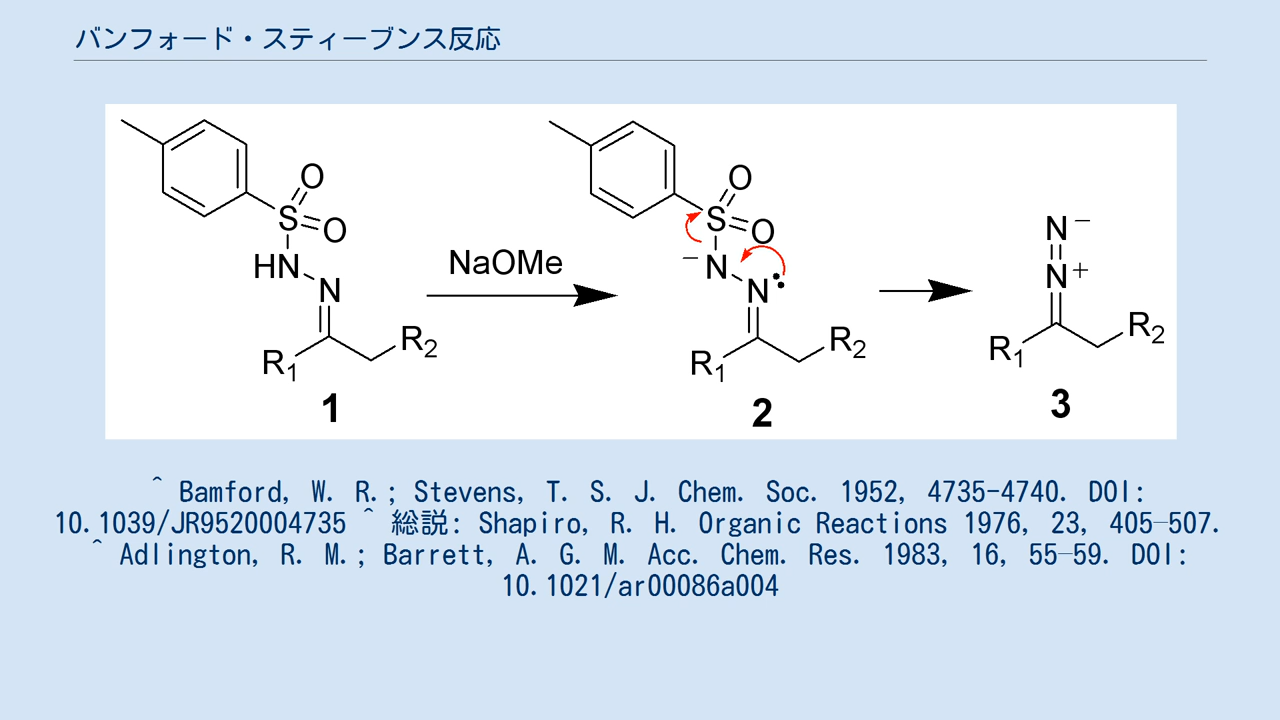 バンフォード・スティーブンス反応
O
S O
HN
N
R1
R2
1
NaOMe
O
S O
− N
N:
R1
R2
2
N −
N +
R1
R2
3
^ Bamford, W. R.; Stevens, T. S. J. Chem. Soc. 1952, 4735-4740. DOI:
10.1039/JR9520004735 ^ 総説: Shapiro, R. H. Organic Reactions 1976, 23, 405–507.
^ Adlington, R. M.; Barrett, A. G. M. Acc. Chem. Res. 1983, 16, 55–59. DOI:
10.1021/ar00086a004